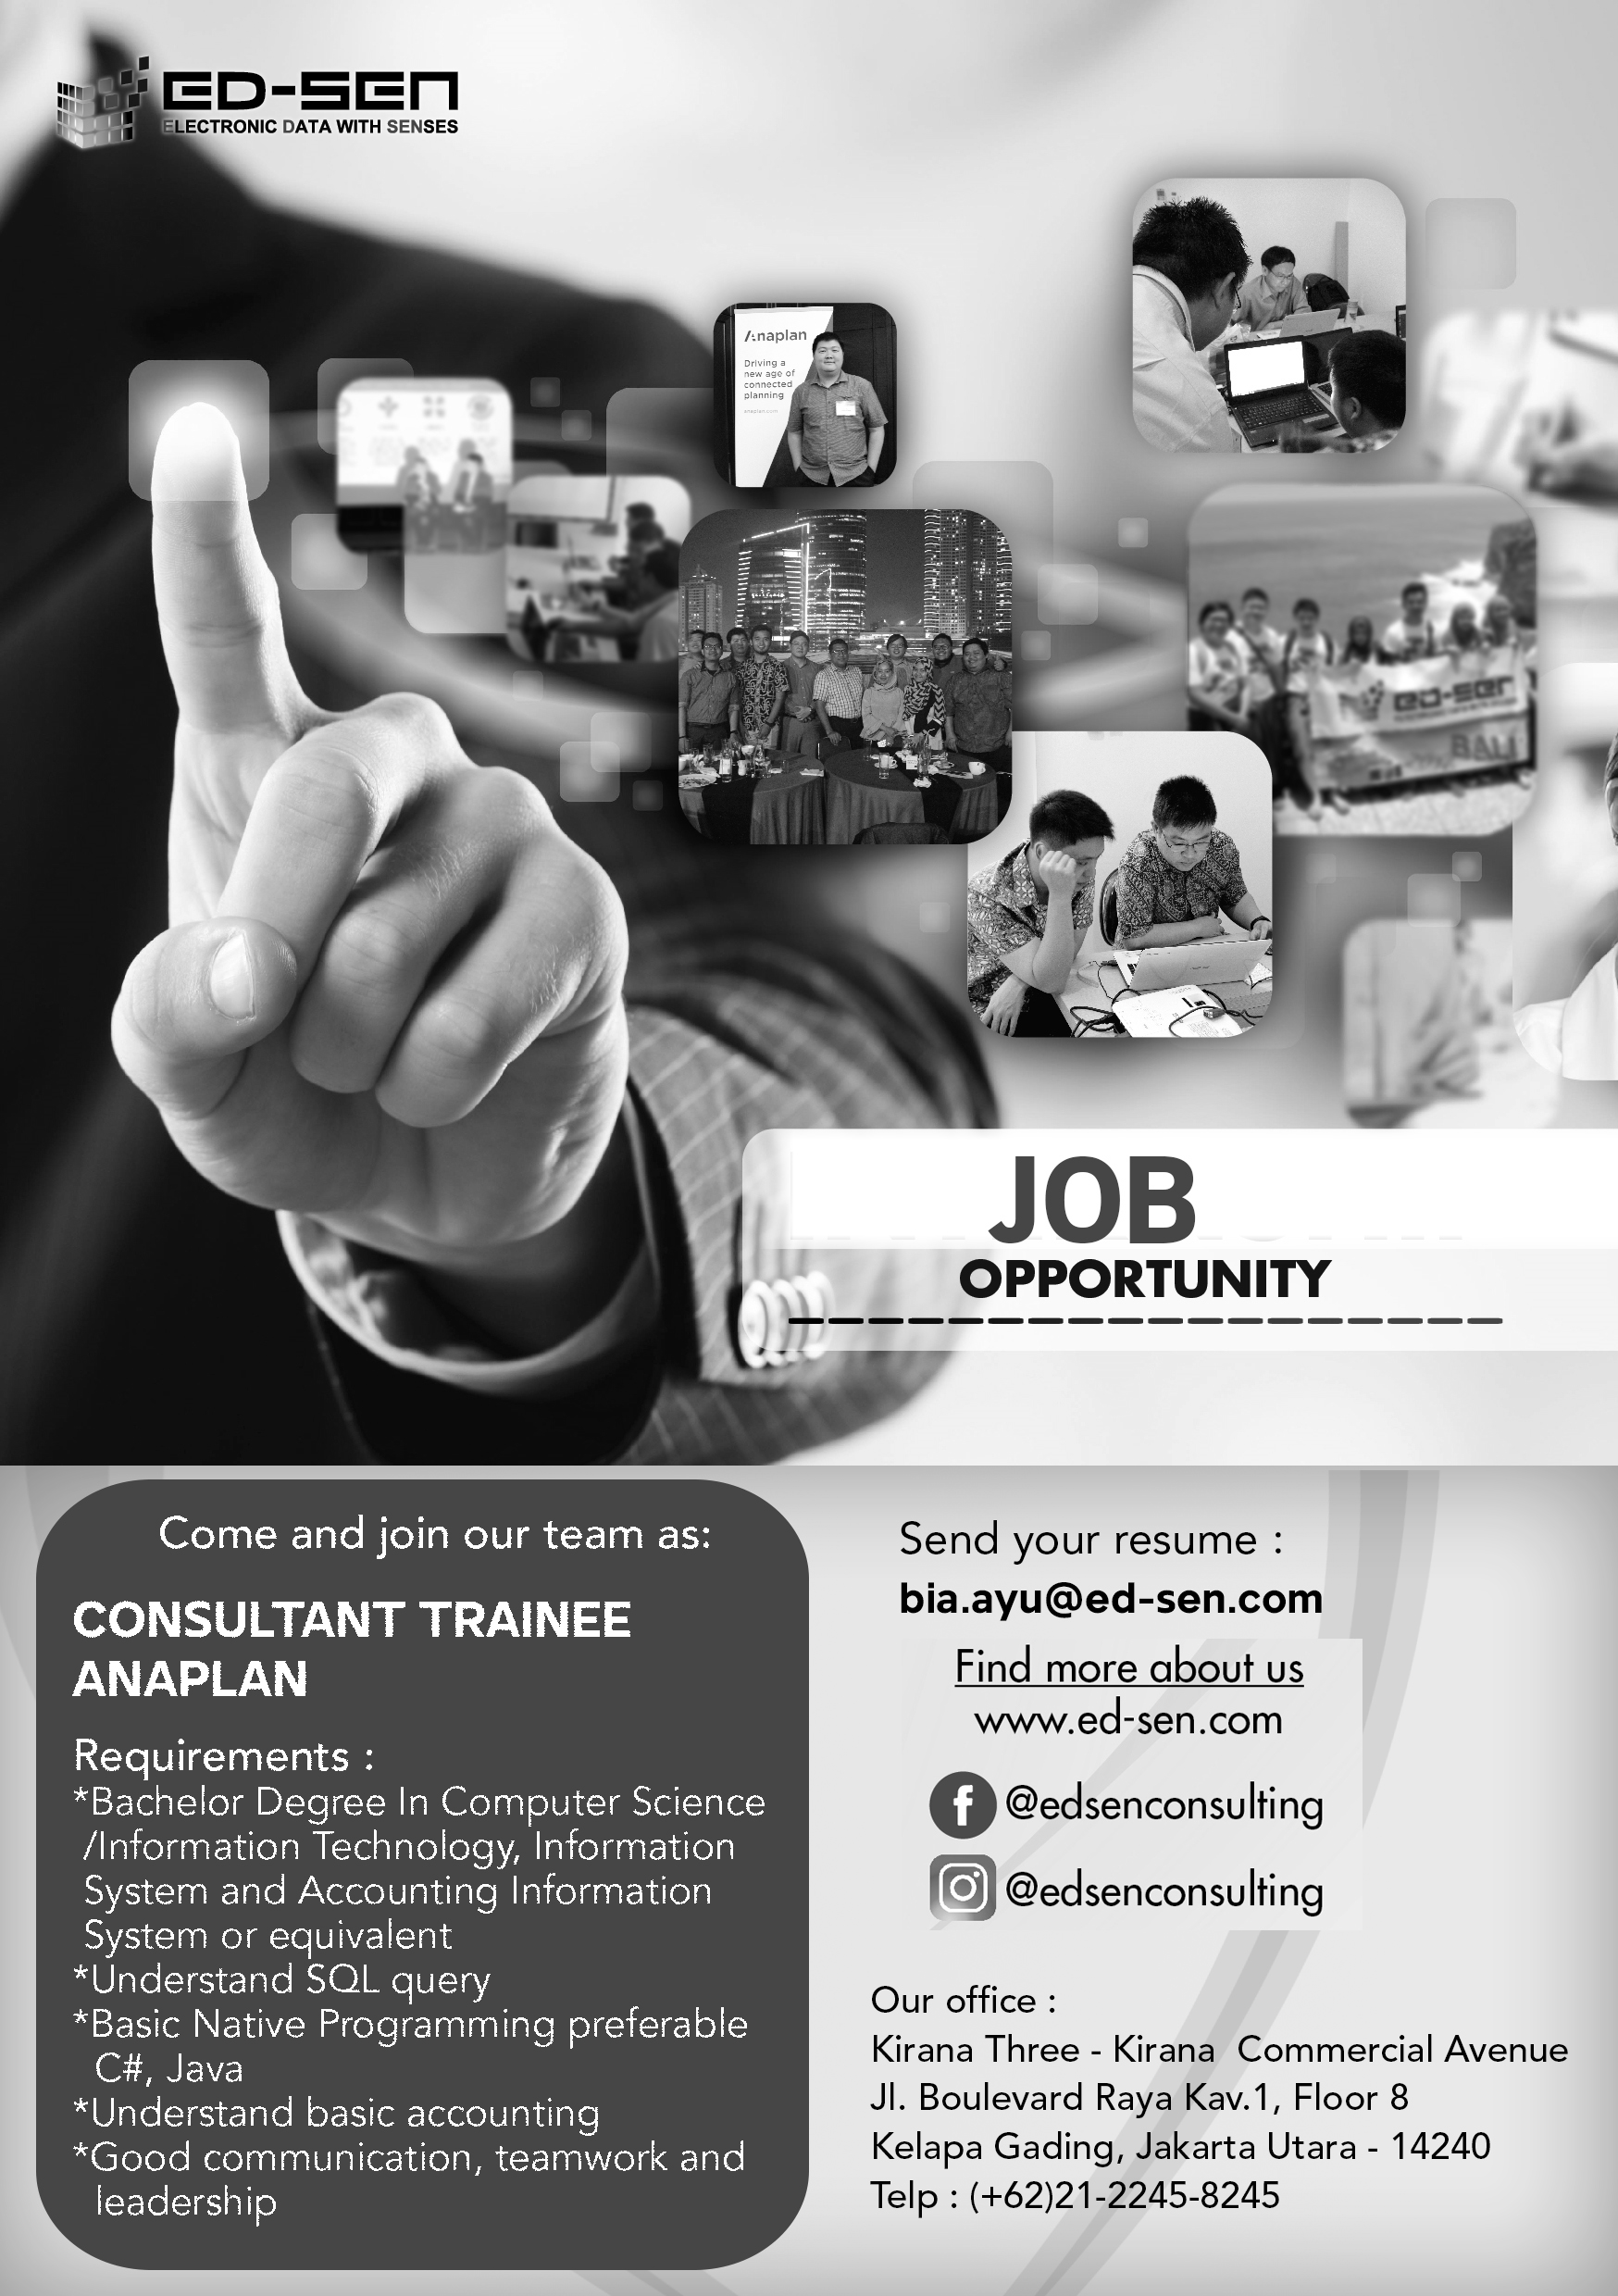 ED-SEN
ELECTRONIC DATA WITH SENSES
Anaplan
Driving a
new age of
connected
planning
anaplan.com
ED-SEN
BALI
JOB
OPPORTUNITY
Come and join our team as:
CONSULTANT TRAINEE
ANAPLAN
Requirements :
*Bachelor Degree In Computer Science
/Information Technology, Information
System and Accounting Information
System or equivalent
*Understand SQL query
*Basic Native Programming preferable
C#, Java
*Understand basic accounting
*Good communication, teamwork and
leadership
Send your resume :
bia.ayu@ed-sen.com
Find more about us
www.ed-sen.com
@edsenconsulting
@edsenconsulting
Our office :
Kirana Three - Kirana  Commercial Avenue
Jl. Boulevard Raya Kav.1, Floor 8
Kelapa Gading, Jakarta Utara - 14240
Telp : (+62)21-2245-8245